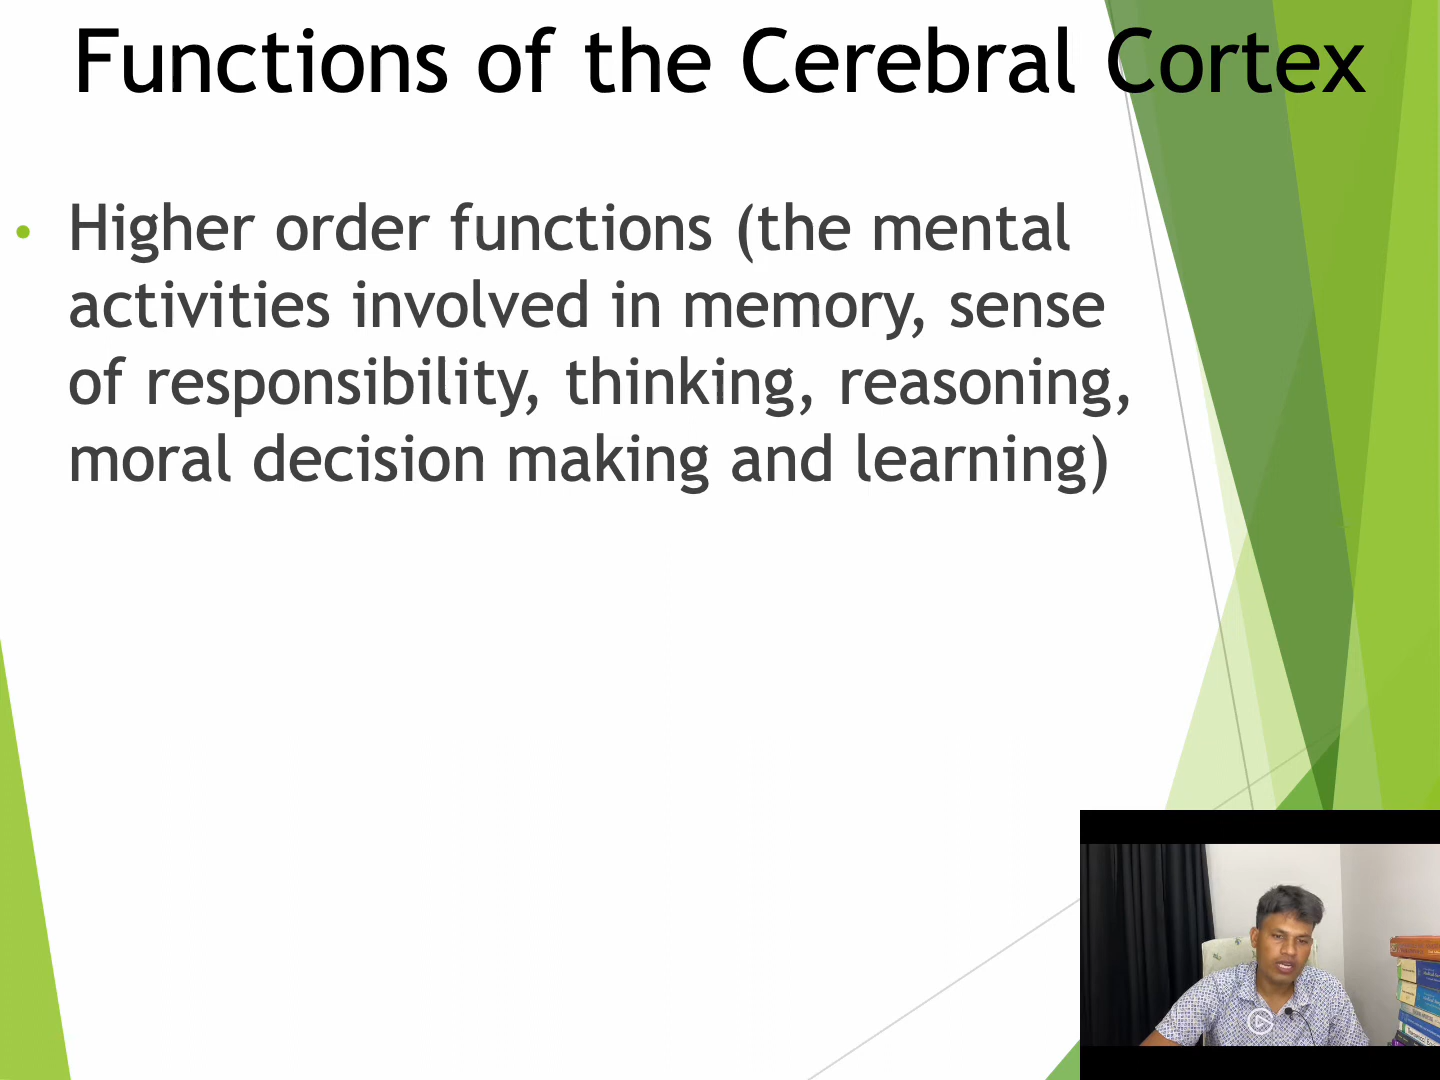 Functions of the Cerebral Cortex
• Higher order functions (the mental
activities involved in memory, sense
of responsibility, thinking, reasoning,
moral decision making and learning)